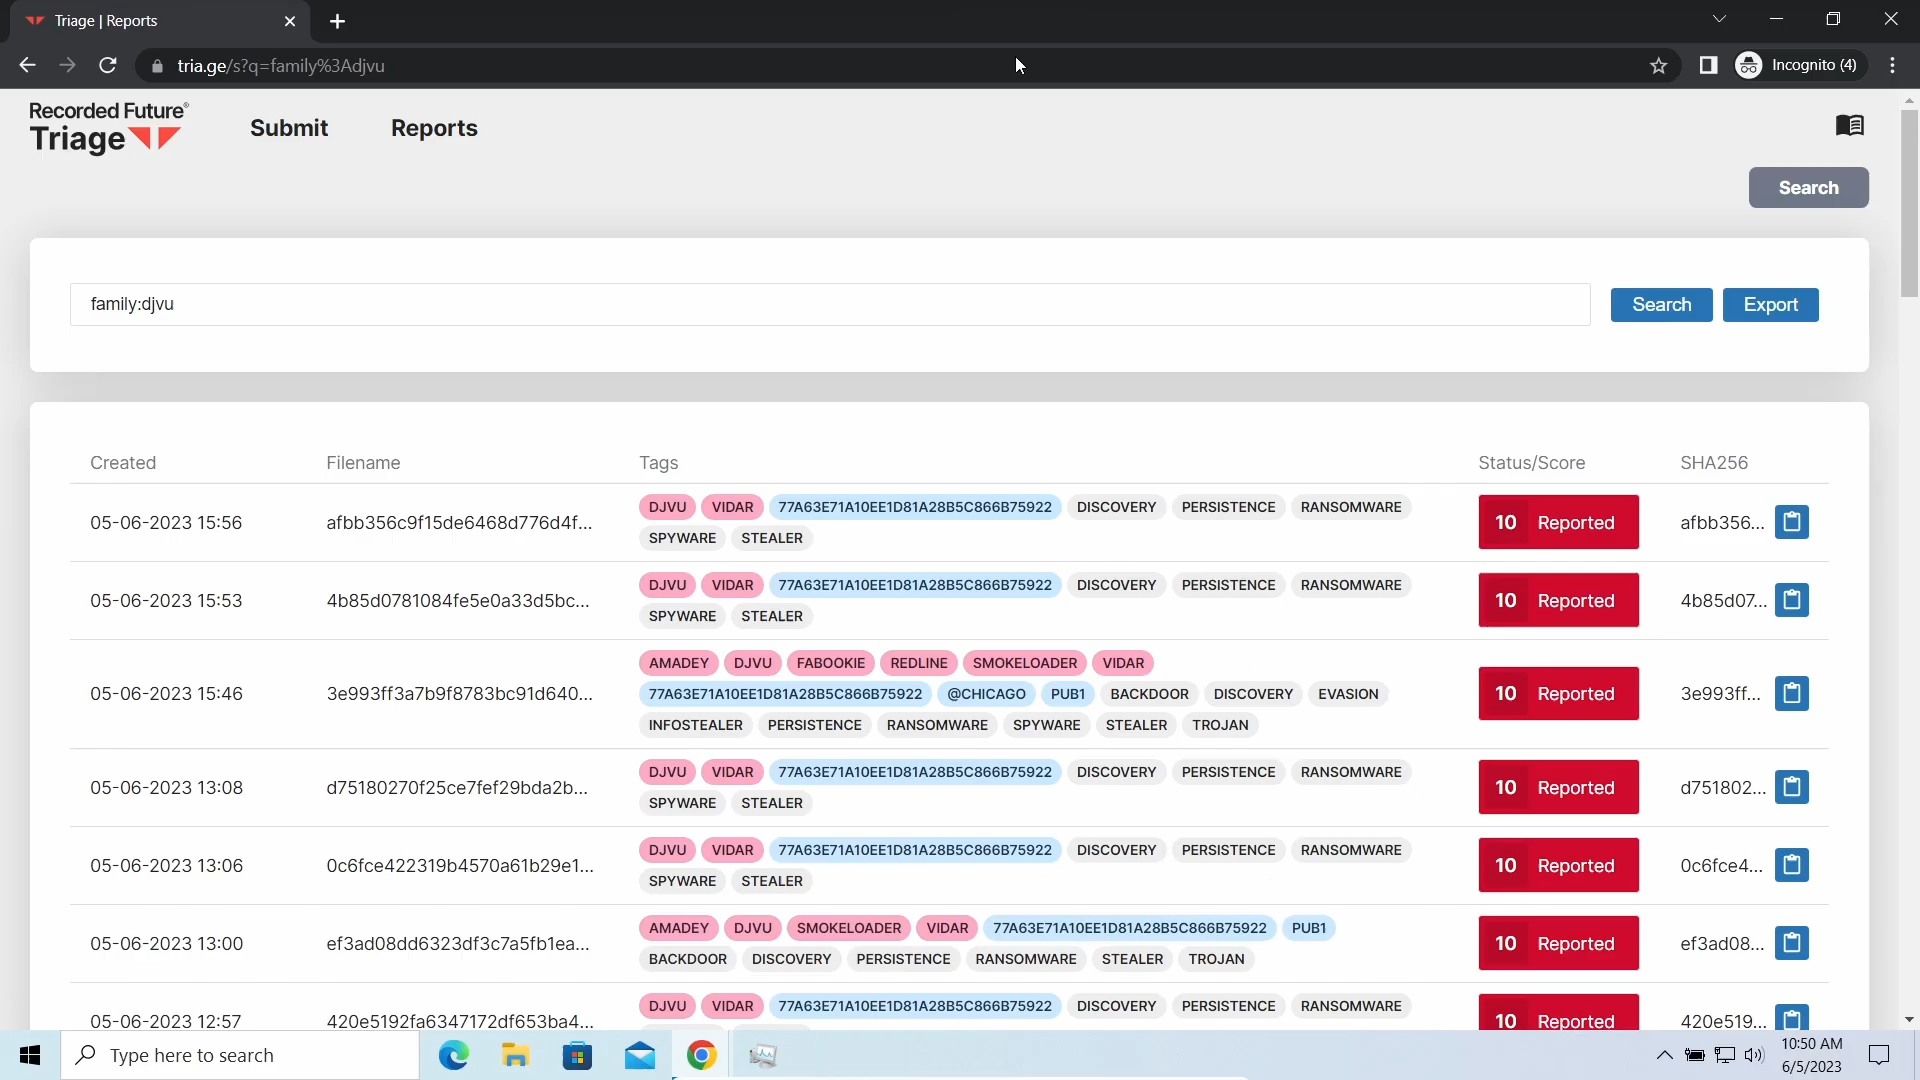 Triage | Reports
tria.ge/s?q=family%3Adjvu
Incognito (4)
Recorded Future®
Triage
Submit
Reports
Search
family:djvu
Search
Export
Created Filename Tags Status/Score SHA256
05-06-2023 15:56 afbb356c9f15de6468d776d4f... DJVU VIDAR 77A63E71A10EE1D81A28B5C866B75922 DISCOVERY PERSISTENCE RANSOMWARE 10 Reported afbb356...
SPYWARE STEALER
05-06-2023 15:53 4b85d0781084fe5e0a33d5bc... DJVU VIDAR 77A63E71A10EE1D81A28B5C866B75922 DISCOVERY PERSISTENCE RANSOMWARE 10 Reported 4b85d07...
SPYWARE STEALER
AMADEY DJVU FABOOKIE REDLINE SMOKELOADER VIDAR
05-06-2023 15:46 3e993ff3a7b9f8783bc91d640... 77A63E71A10EE1D81A28B5C866B75922 @CHICAGO PUB1 BACKDOOR DISCOVERY EVASION 10 Reported 3e993ff...
INFOSTEALER PERSISTENCE RANSOMWARE SPYWARE STEALER TROJAN
05-06-2023 13:08 d75180270f25ce7fef29bda2b... DJVU VIDAR 77A63E71A10EE1D81A28B5C866B75922 DISCOVERY PERSISTENCE RANSOMWARE 10 Reported d751802...
SPYWARE STEALER
05-06-2023 13:06 0c6fce422319b4570a61b29e1... DJVU VIDAR 77A63E71A10EE1D81A28B5C866B75922 DISCOVERY PERSISTENCE RANSOMWARE 10 Reported 0c6fce4...
SPYWARE STEALER
05-06-2023 13:00 ef3ad08dd6323df3c7a5fb1ea... AMADEY DJVU SMOKELOADER VIDAR 77A63E71A10EE1D81A28B5C866B75922 PUB1 10 Reported ef3ad08...
BACKDOOR DISCOVERY PERSISTENCE RANSOMWARE STEALER TROJAN
05-06-2023 12:57 420e5192fa6347172df653ba4... DJVU VIDAR 77A63E71A10EE1D81A28B5C866B75922 DISCOVERY PERSISTENCE RANSOMWARE 10 Reported 420e519...
Type here to search
10:50 AM
6/5/2023